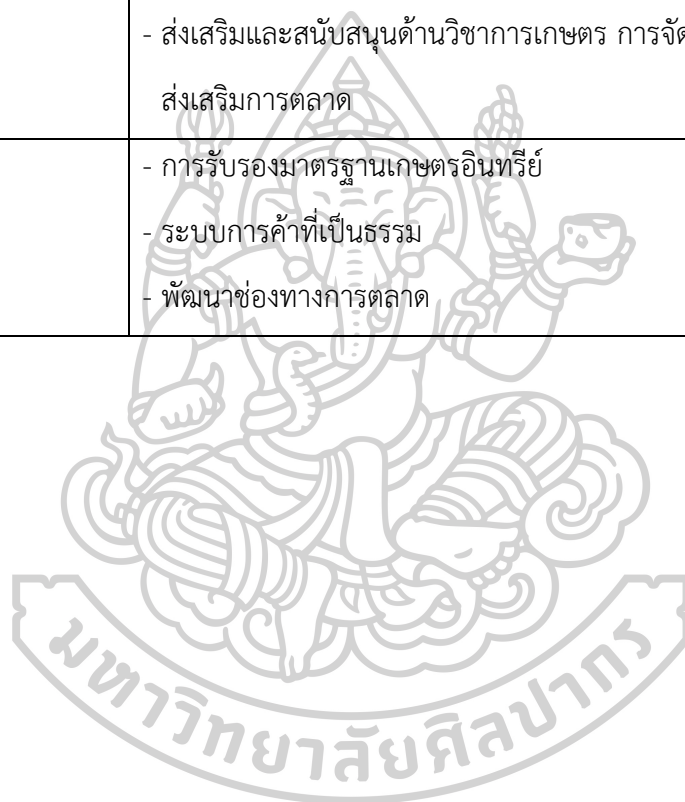 - ส่งเสริมและสนับสนุนด้านวิชาการเกษตร การจัด
ส่งเสริมการตลาด
- การรับรองมาตรฐานเกษตรอินทรีย์
- ระบบการค้าที่เป็นธรรม
- พัฒนาช่องทางการตลาด
มหาวิทยาลัยศิลปากร